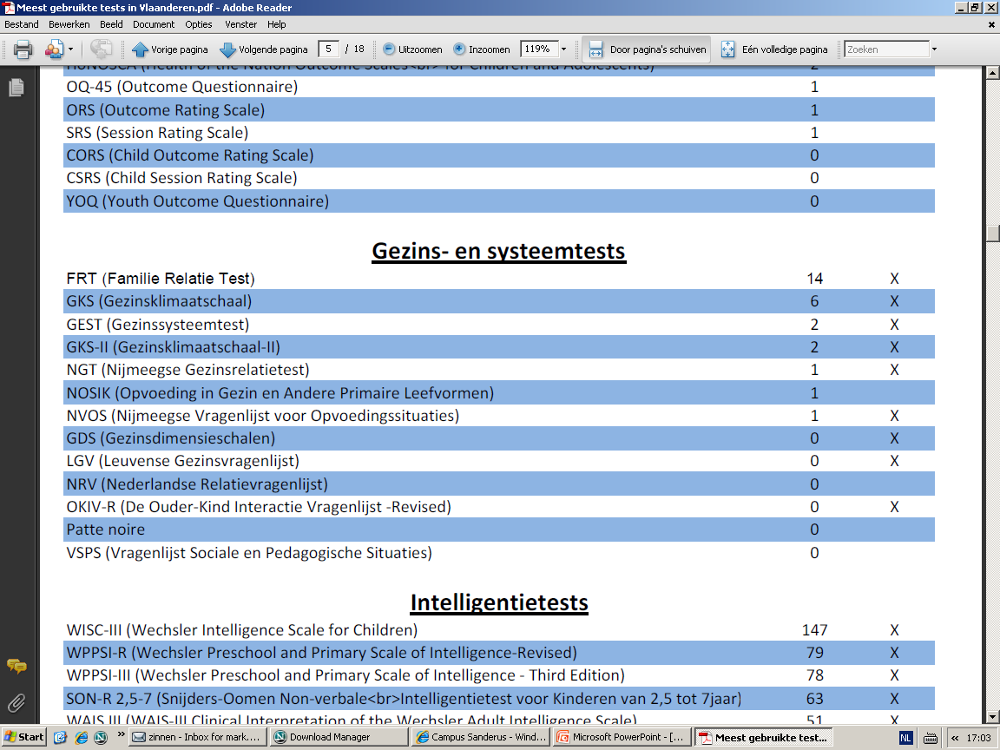 Meest gebruikte tests in Vlaanderen.pdf - Adobe Reader
Bestand Bewerken Beeld Document Opties Venster Help
Vorige pagina Volgende pagina 5 / 18 Uitzoomen Inzoomen 119% Door pagina's schuiven Eén volledige pagina Zoeken
HoNOSCA (Health of the Nation Outcome Scales<br> for Children and Adolescents) 2
OQ-45 (Outcome Questionnaire) 1
ORS (Outcome Rating Scale) 1
SRS (Session Rating Scale) 1
CORS (Child Outcome Rating Scale) 0
CSRS (Child Session Rating Scale) 0
YOQ (Youth Outcome Questionnaire) 0
Gezins- en systeemtests
FRT (Familie Relatie Test) 14 X
GKS (Gezinsklimaatschaal) 6 X
GEST (Gezinssysteemtest) 2 X
GKS-II (Gezinsklimaatschaal-II) 2 X
NGT (Nijmeegse Gezinsrelatietest) 1 X
NOSIK (Opvoeding in Gezin en Andere Primaire Leefvormen) 1
NVOS (Nijmeegse Vragenlijst voor Opvoedingssituaties) 1 X
GDS (Gezinsdimensieschalen) 0 X
LGV (Leuvense Gezinsvragenlijst) 0 X
NRV (Nederlandse Relatievragenlijst) 0
OKIV-R (De Ouder-Kind Interactie Vragenlijst -Revised) 0 X
Patte noire 0
VSPS (Vragenlijst Sociale en Pedagogische Situaties) 0
Intelligentietests
WISC-III (Wechsler Intelligence Scale for Children) 147 X
WPPSI-R (Wechsler Preschool and Primary Scale of Intelligence-Revised) 79 X
WPPSI-III (Wechsler Preschool and Primary Scale of Intelligence - Third Edition) 78 X
SON-R 2,5-7 (Snijders-Oomen Non-verbale<br>Intelligentietest voor Kinderen van 2,5 tot 7jaar) 63 X
WAIS III (WAIS-III Clinical Interpretation of the Wechsler Adult Intelligence Scale) 51 X
Start » zinnen - Inbox for mark.... Download Manager Campus Sanderus - Wind... Microsoft PowerPoint - [... Meest gebruikte test... NL « 17:03